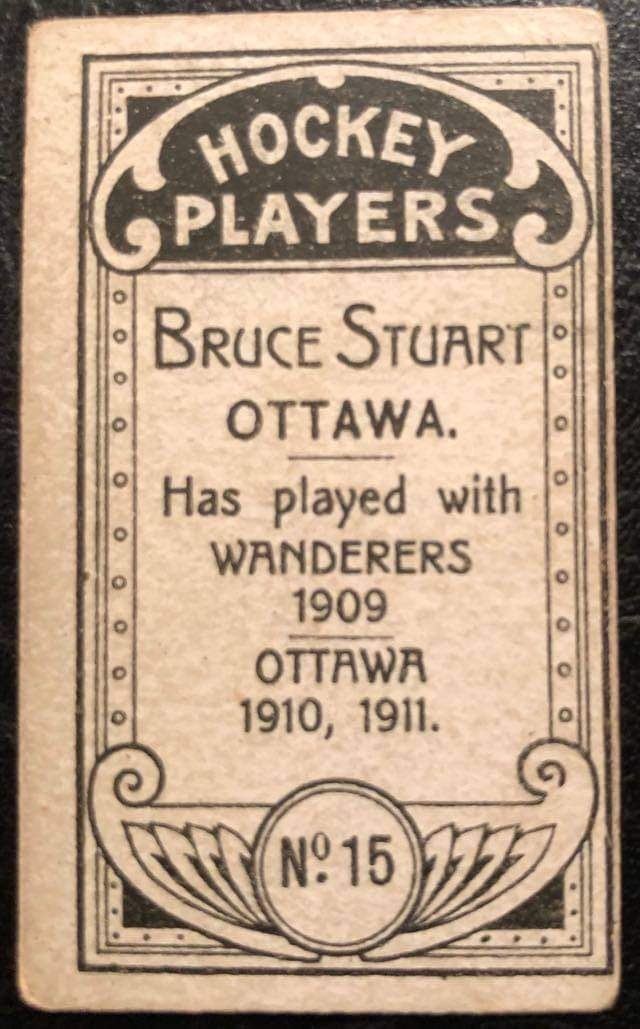 HOCKEY
PLAYERS
BRUCE STUART
OTTAWA.
Has played with
WANDERERS
1909
OTTAWA
1910, 1911.
Nº 15